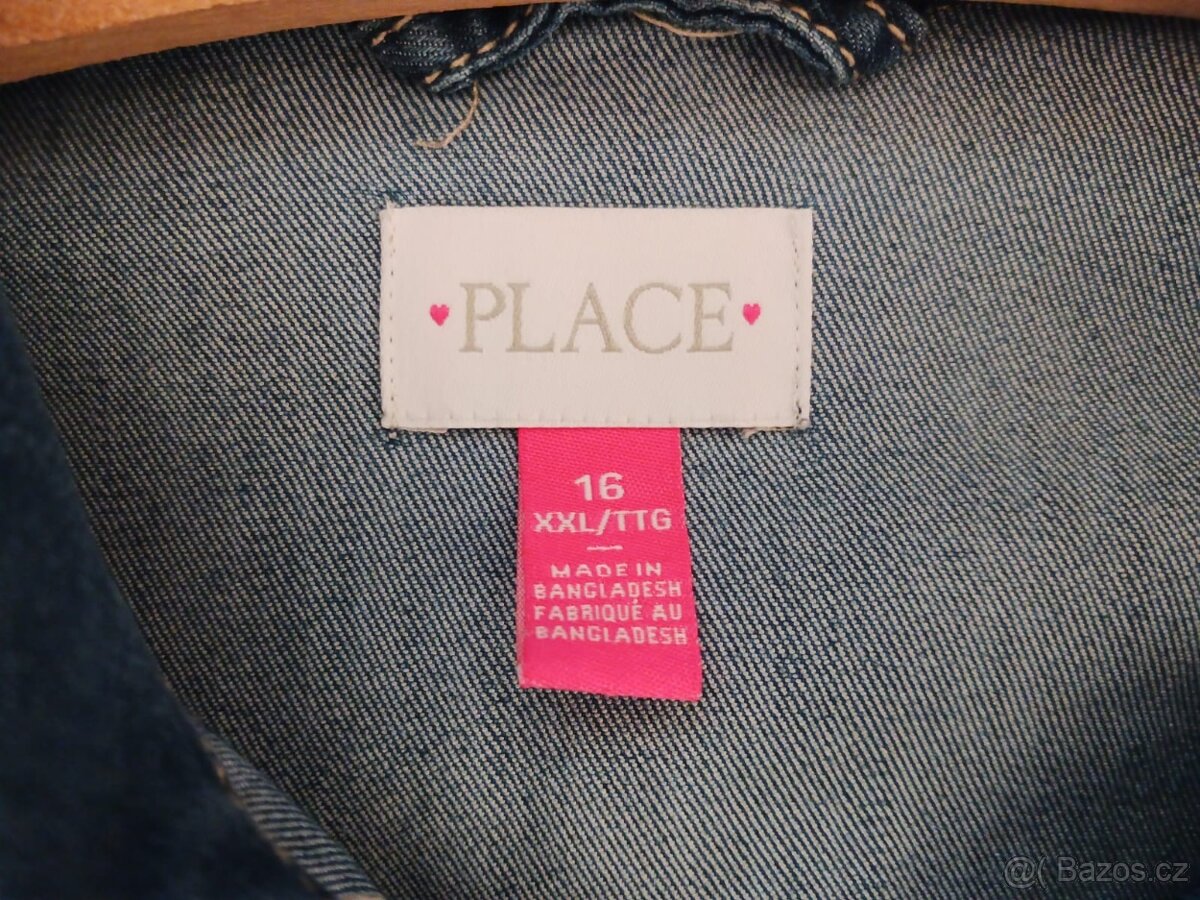 PLACE
16
XXL/TTG
MADE IN
BANGLADESH
FABRIQUÉ AU
BANGLADESH
@( Bazos.cz